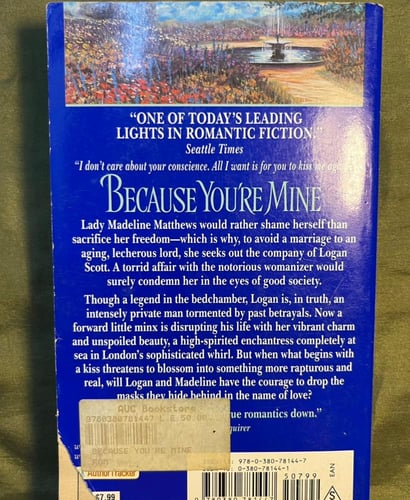 "ONE OF TODAY'S LEADING
LIGHTS IN ROMANTIC FICTION."
Seattle Times
"I don't care about your conscience. All I want is for you to kiss me
BECAUSE YOU'RE MINE
Lady Madeline Matthews would rather shame herself than
sacrifice her freedom—which is why, to avoid a marriage to an
aging, lecherous lord, she seeks out the company of Logan
Scott. A torrid affair with the notorious womanizer would
surely condemn her in the eyes of good society.
Though a legend in the bedchamber, Logan is, in truth, an
intensely private man tormented by past betrayals. Now a
forward little minx is disrupting his life with her vibrant charm
and unspoiled beauty, a high-spirited enchantress completely at
sea in London's sophisticated whirl. But when what begins with
a kiss threatens to blossom into something more rapturous and
real, will Logan and Madeline have the courage to drop the
masks they hide behind in the name of love?
AUC Bookstore
9780380781447 L E 50.00
BECAUSE YOU'RE MINE
true romantics down."
quirer
978-0-380-78144-7
0-380-78144-1
50799
EAN
AuthorTracker
$7.99
S